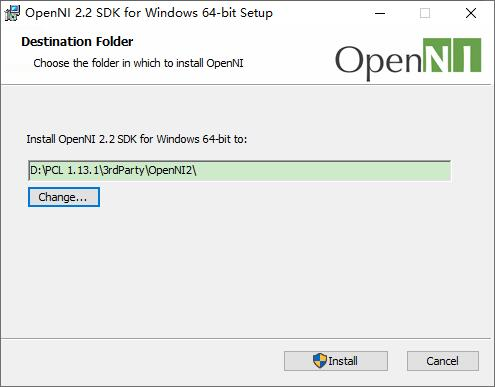 OpenNI 2.2 SDK for Windows 64-bit Setup
Destination Folder
Choose the folder in which to install OpenNI
OpenNI
Install OpenNI 2.2 SDK for Windows 64-bit to:
D:\PCL 1.13.1\3rdParty\OpenNI2\
Change...
Install
Cancel